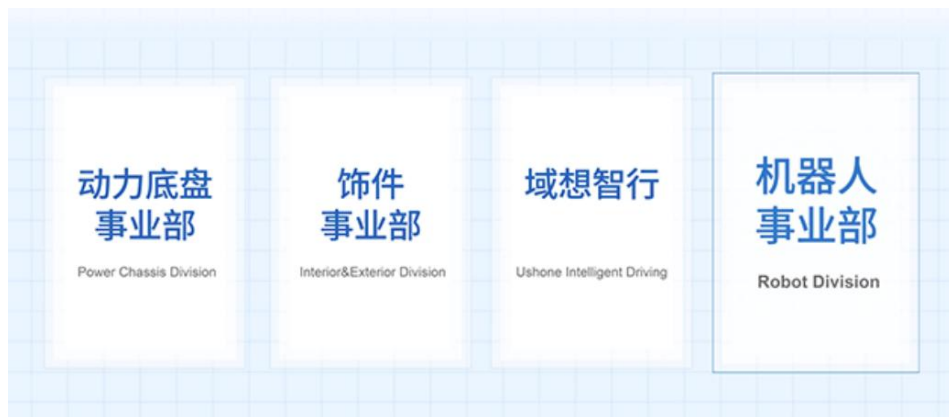 动力底盘
事业部
Power Chassis Division
饰件
事业部
Interior&Exterior Division
域想智行
Ushone Intelligent Driving
机器人
事业部
Robot Division